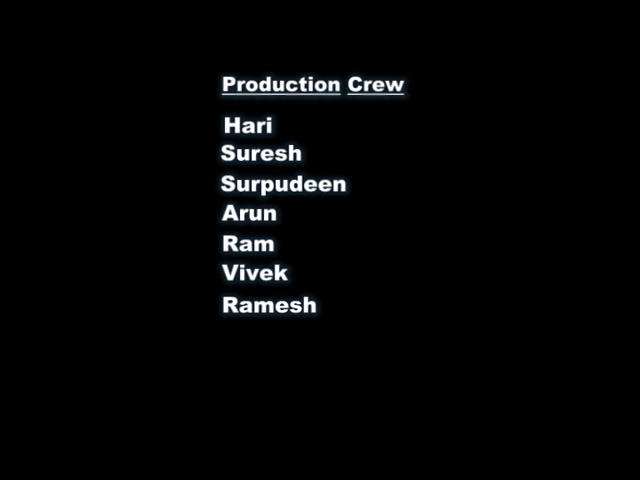 Production Crew
Hari
Suresh
Surpudeen
Arun
Ram
Vivek
Ramesh